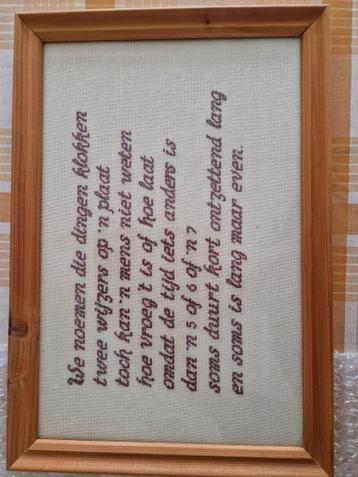 We noemen die dingen klokken
twee wijzers op 'n plaat
toch kan 'n mens niet weten
hoe vroeg 't is of hoe laat
omdat de tijd iets anders is
dan 'n 5 of 6 of 'n 7
soms duurt kort ontzettend lang
en soms is lang maar even.